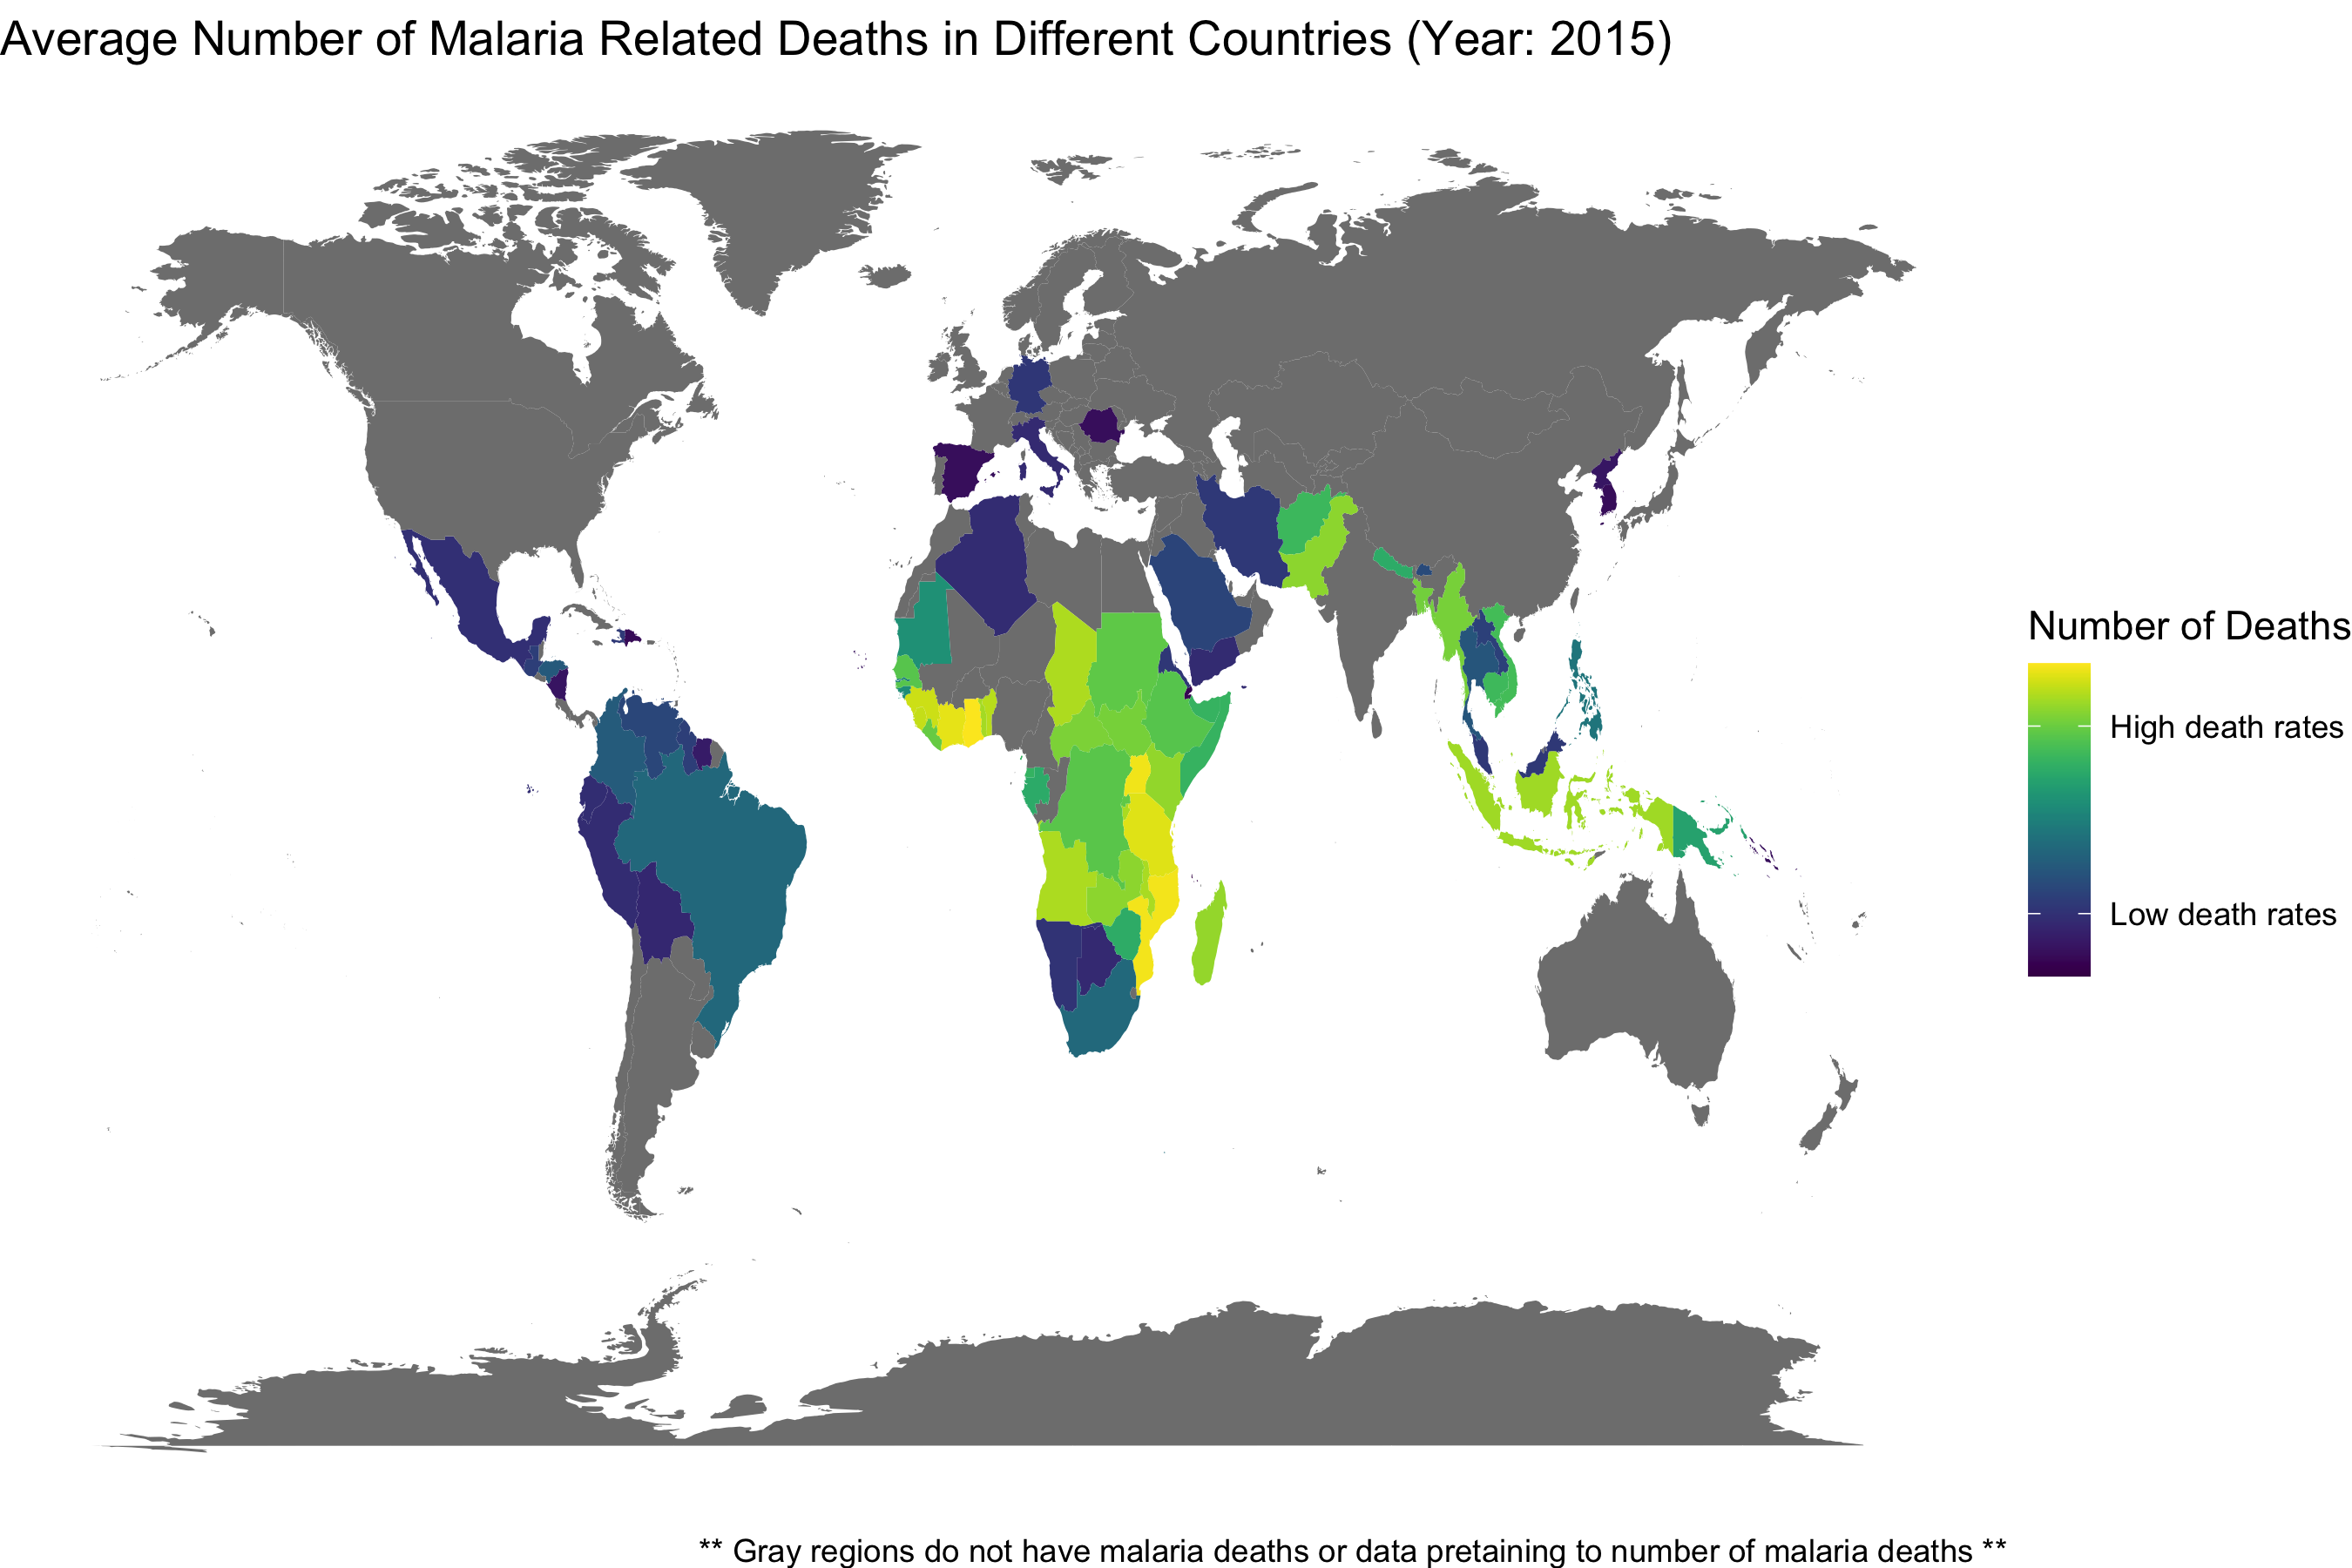 Average Number of Malaria Related Deaths in Different Countries (Year: 2015)
Number of Deaths
High death rates
Low death rates
** Gray regions do not have malaria deaths or data pretaining to number of malaria deaths **